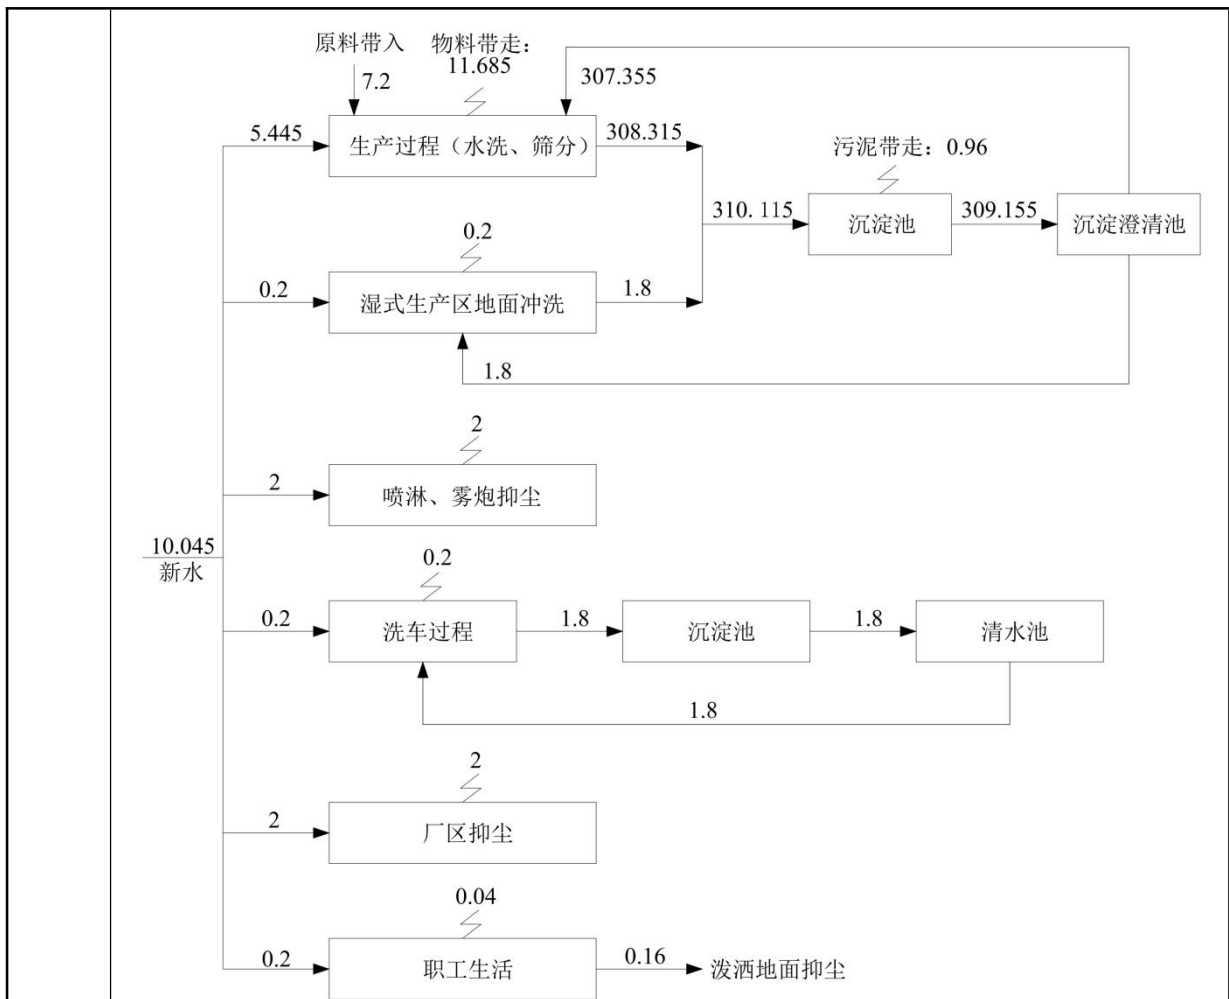 原料带入
7.2
物料带走：
11.685
307.355
5.445
生产过程（水洗、筛分）
308.315
污泥带走：0.96
310. 115
沉淀池
309.155
沉淀澄清池
0.2
0.2
湿式生产区地面冲洗
1.8
1.8
2
2
喷淋、雾炮抑尘
10.045
新水
0.2
0.2
洗车过程
1.8
沉淀池
1.8
清水池
1.8
2
2
厂区抑尘
0.04
0.2
职工生活
0.16
泼洒地面抑尘